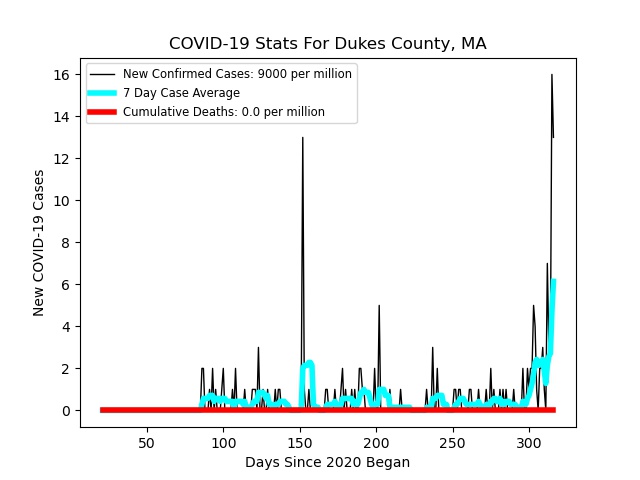 COVID-19 Stats For Dukes County, MA
New Confirmed Cases: 9000 per million
7 Day Case Average
Cumulative Deaths: 0.0 per million
16
14
12
10
8
6
4
2
0
New COVID-19 Cases
50 100 150 200 250 300
Days Since 2020 Began